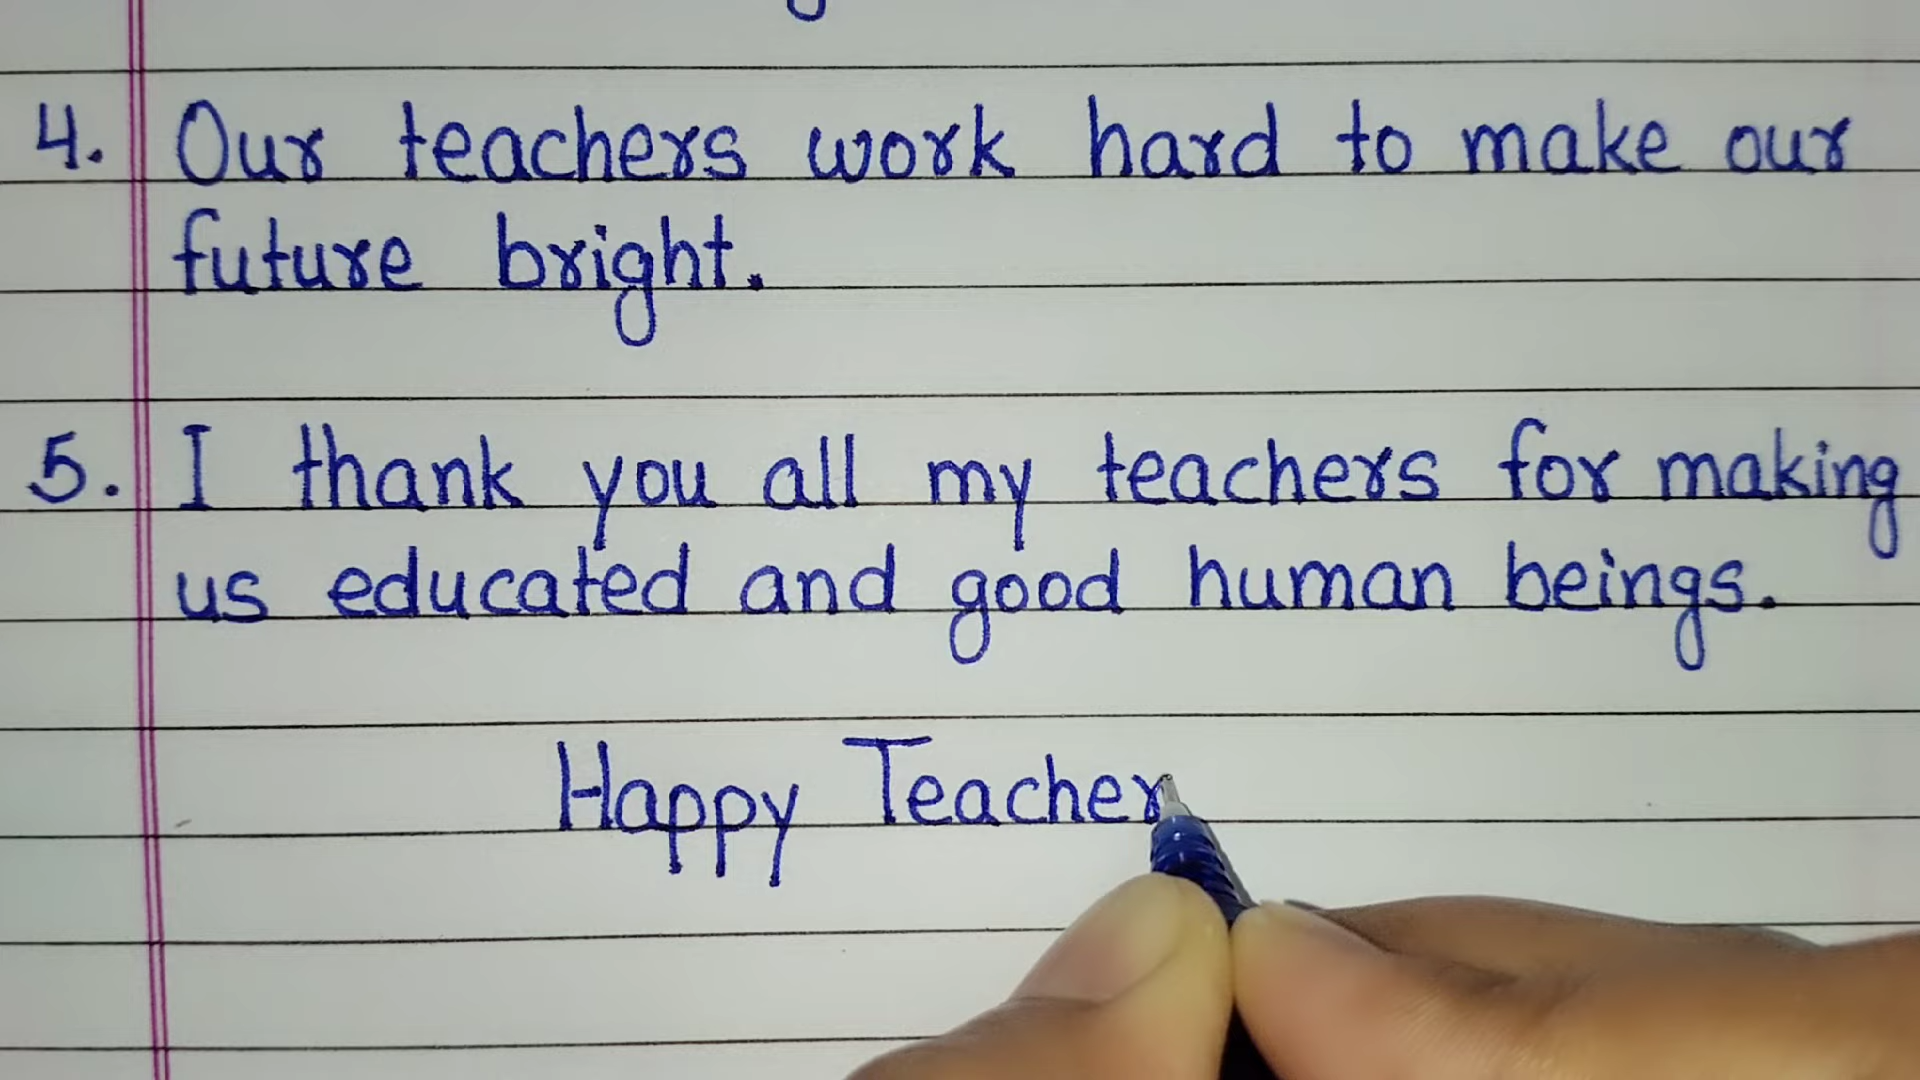 4. Our teachers work hard to make our
future bright.
5. I thank you all my teachers for making
us educated and good human beings.
Happy Teacher